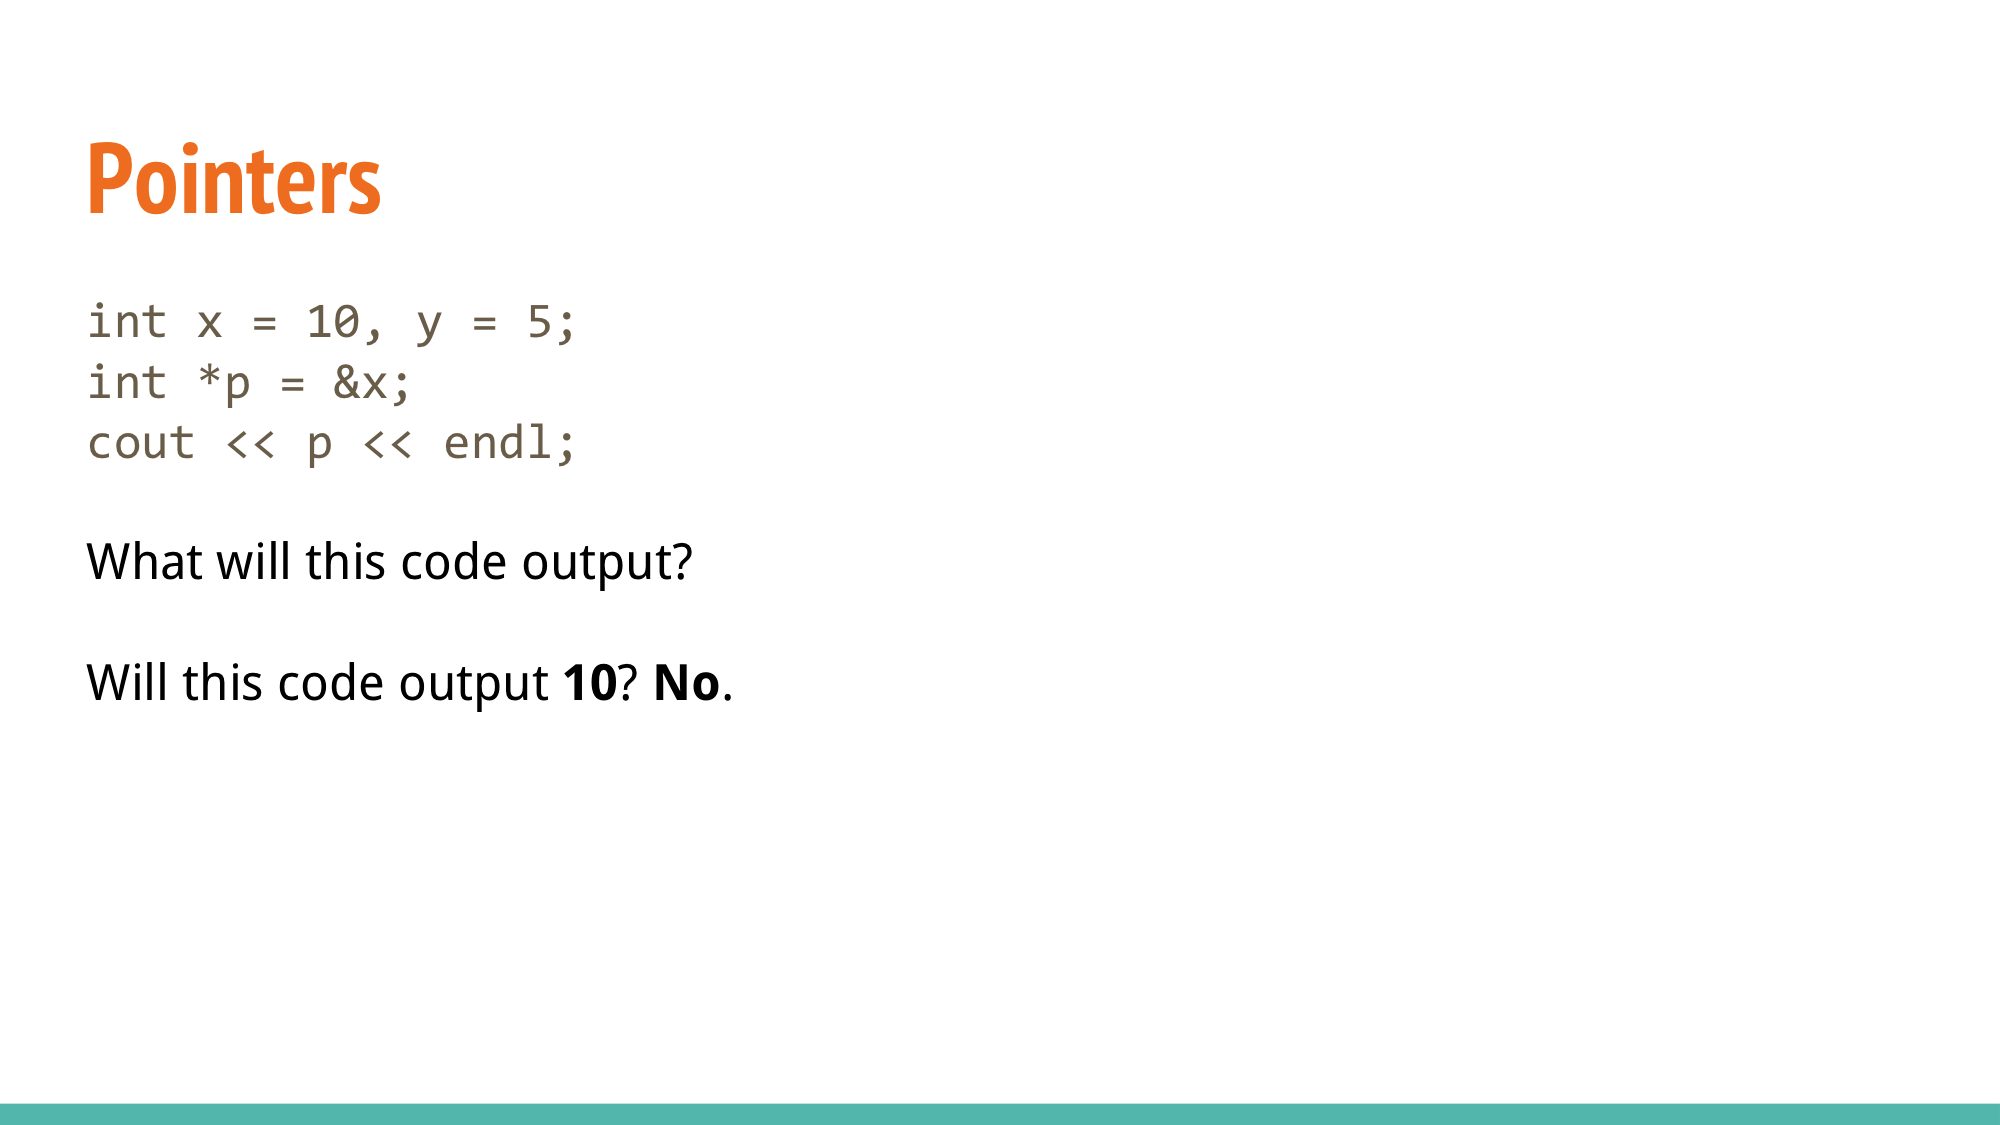 Pointers
int x = 10, y = 5;
int *p = &x;
cout << p << endl;
What will this code output?
Will this code output 10? No.